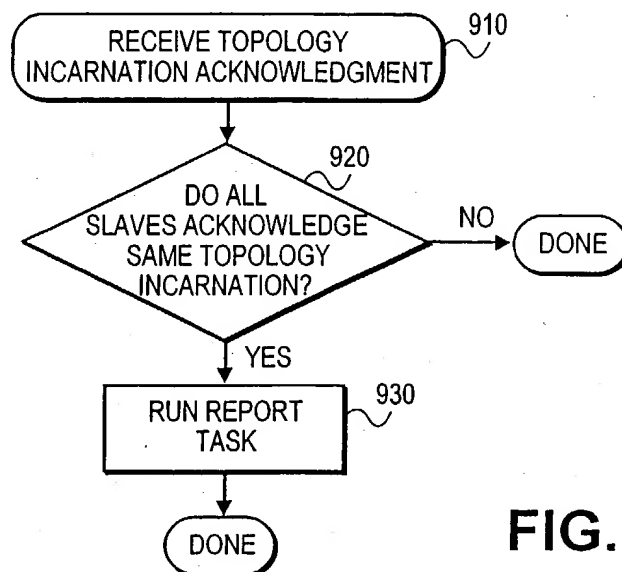 RECEIVE TOPOLOGY
INCARNATION ACKNOWLEDGMENT
910
920
DO ALL
SLAVES ACKNOWLEDGE
SAME TOPOLOGY
INCARNATION?
NO
DONE
YES
RUN REPORT
TASK
930
DONE
FIG.